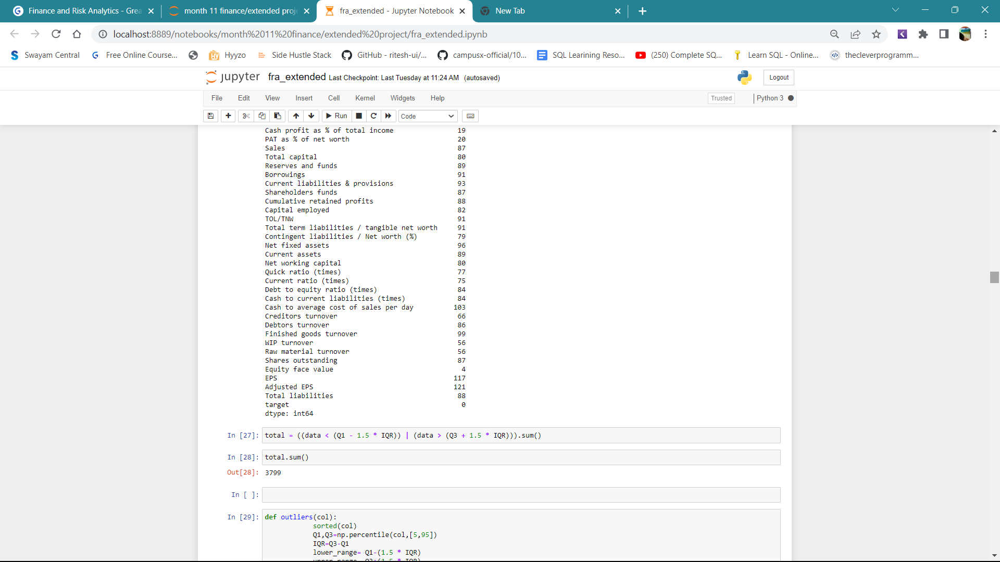 Finance and Risk Analytics - Grea
month 11 finance/extended proje
fra_extended - Jupyter Notebook
New Tab
localhost:8889/notebooks/month%2011%20finance/extended%20project/fra_extended.ipynb
Swayam Central
Free Online Course...
Hyyzo
Side Hustle Stack
GitHub - ritesh-ui/...
campusx-official/10...
SQL Learining Reso...
(250) Complete SQ...
Learn SQL - Online...
thecleverprogramm...
jupyter fra_extended Last Checkpoint: Last Tuesday at 11:24 AM (autosaved)
Logout
File Edit View Insert Cell Kernel Widgets Help
Trusted
Python 3
Run
Code
Cash profit as % of total income 19
PAT as % of net worth 20
Sales 87
Total capital 80
Reserves and funds 89
Borrowings 91
Current liabilities & provisions 93
Shareholders funds 87
Cumulative retained profits 88
Capital employed 82
TOL/TNW 91
Total term liabilities / tangible net worth 91
Contingent liabilities / Net worth (%) 79
Net fixed assets 96
Current assets 89
Net working capital 80
Quick ratio (times) 77
Current ratio (times) 75
Debt to equity ratio (times) 84
Cash to current liabilities (times) 84
Cash to average cost of sales per day 103
Creditors turnover 66
Debtors turnover 86
Finished goods turnover 99
WIP turnover 56
Raw material turnover 56
Shares outstanding 87
Equity face value 4
EPS 117
Adjusted EPS 121
Total liabilities 88
target 0
dtype: int64
In [27]: total = ((data < (Q1 - 1.5 * IQR)) | (data > (Q3 + 1.5 * IQR))).sum()
In [28]: total.sum()
Out[28]: 3799
In [ ]:
In [29]: def outliers(col):
sorted(col)
Q1,Q3=np.percentile(col,[5,95])
IQR=Q3-Q1
lower_range= Q1-(1.5 * IQR)
upper_range= Q3+(1.5 * IQR)